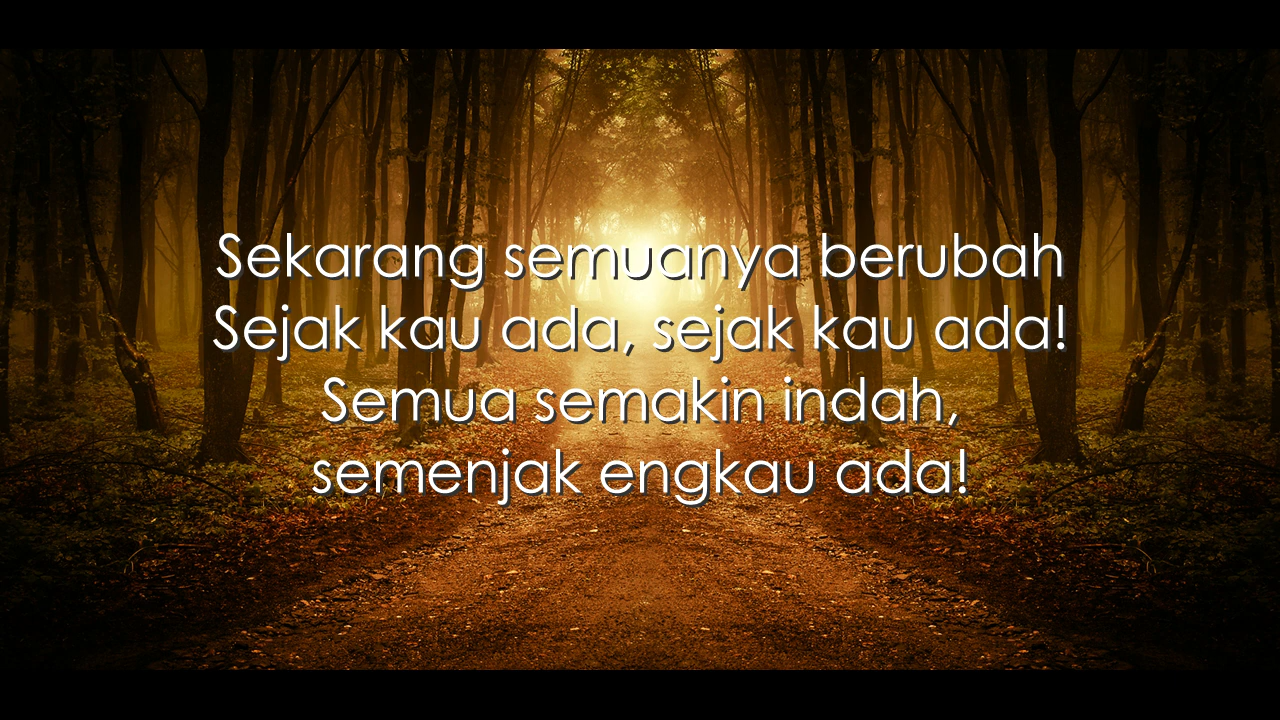 Sekarang semuanya berubah
Sejak kau ada, sejak kau ada!
Semua semakin indah,
semenjak engkau ada!